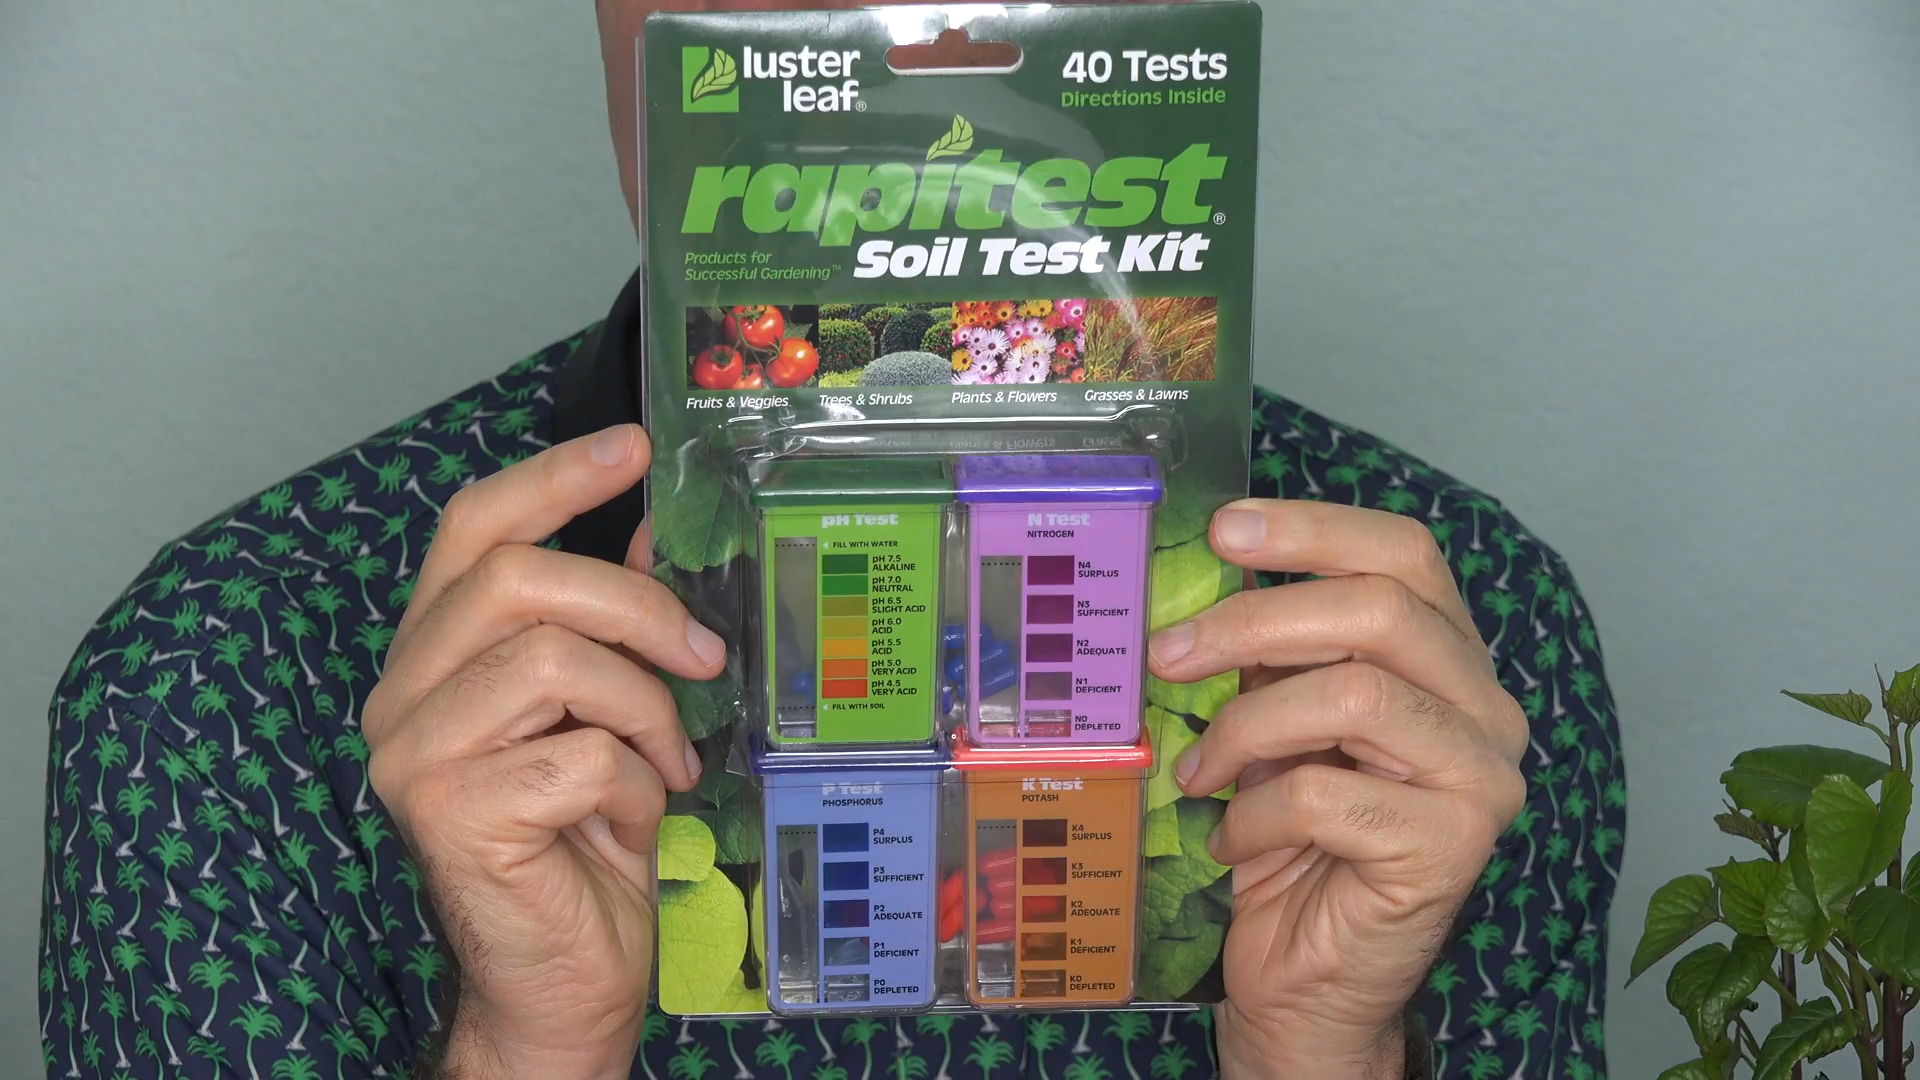 luster
leaf®
40 Tests
Directions Inside
rapitest®
Soil Test Kit
Products for
Successful Gardening™
Fruits & Veggies
Trees & Shrubs
Plants & Flowers
Grasses & Lawns
pH Test
FILL WITH WATER
pH 7.5
ALKALINE
pH 7.0
NEUTRAL
pH 6.5
SLIGHT ACID
pH 6.0
ACID
pH 5.5
ACID
pH 5.0
VERY ACID
pH 4.5
VERY ACID
FILL WITH SOIL
N Test
NITROGEN
N4
SURPLUS
N3
SUFFICIENT
N2
ADEQUATE
N1
DEFICIENT
N0
DEPLETED
P Test
PHOSPHORUS
P4
SURPLUS
P3
SUFFICIENT
P2
ADEQUATE
P1
DEFICIENT
P0
DEPLETED
K Test
POTASH
K4
SURPLUS
K3
SUFFICIENT
K2
ADEQUATE
K1
DEFICIENT
K0
DEPLETED